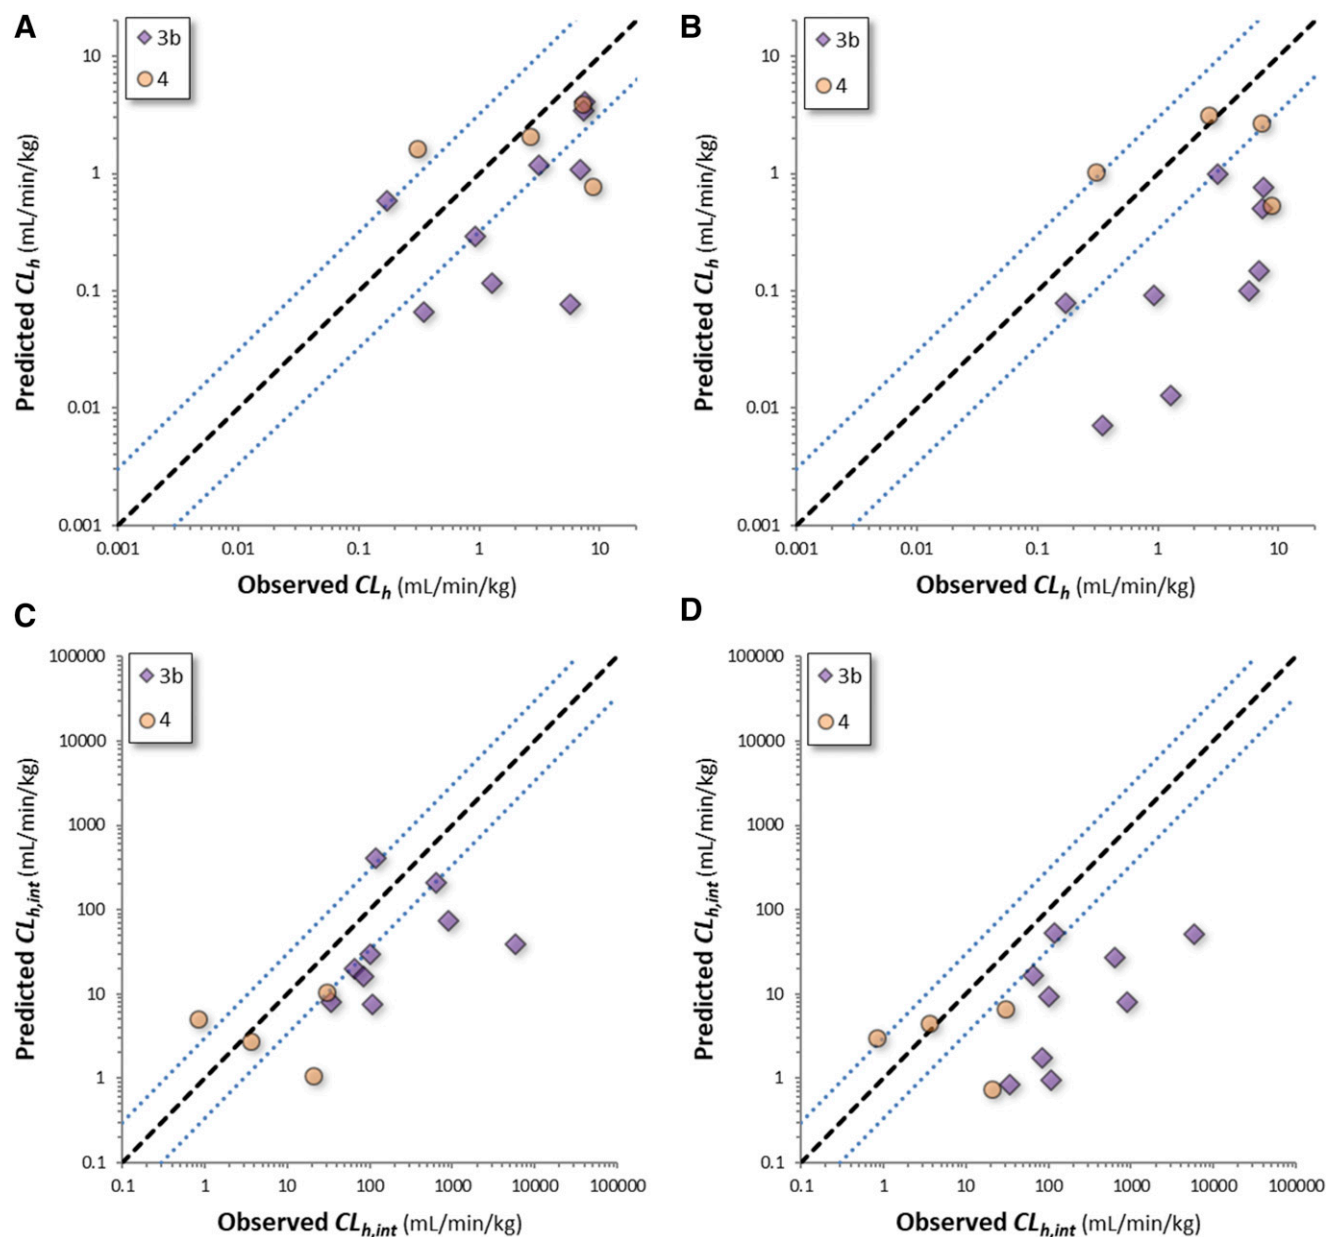 A
3b
4
10
1
0.1
0.01
0.001
0.001 0.01 0.1 1 10
Predicted CLh (mL/min/kg)
Observed CLh (mL/min/kg)
B
3b
4
10
1
0.1
0.01
0.001
0.001 0.01 0.1 1 10
Predicted CLh (mL/min/kg)
Observed CLh (mL/min/kg)
C
3b
4
100000
10000
1000
100
10
1
0.1
0.1 1 10 100 1000 10000 100000
Predicted CLh,int (mL/min/kg)
Observed CLh,int (mL/min/kg)
D
3b
4
100000
10000
1000
100
10
1
0.1
0.1 1 10 100 1000 10000 100000
Predicted CLh,int (mL/min/kg)
Observed CLh,int (mL/min/kg)